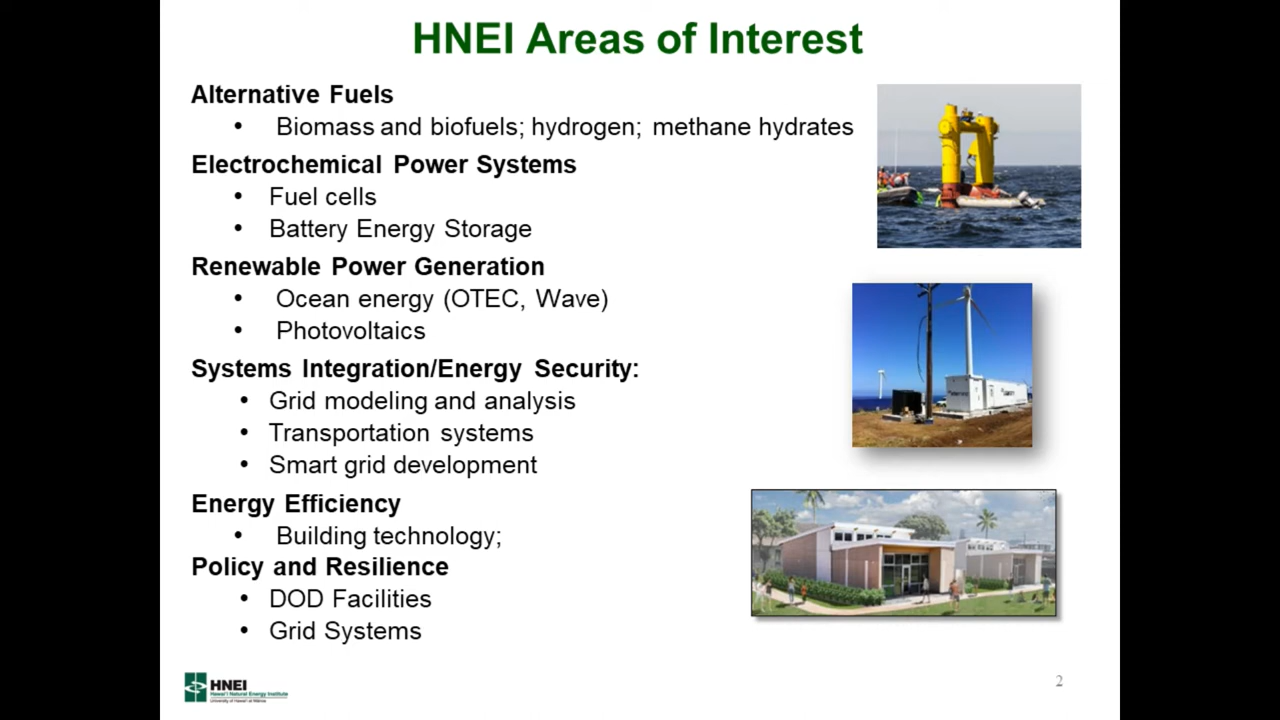 HNEI Areas of Interest
Alternative Fuels
• Biomass and biofuels; hydrogen; methane hydrates
Electrochemical Power Systems
• Fuel cells
• Battery Energy Storage
Renewable Power Generation
• Ocean energy (OTEC, Wave)
• Photovoltaics
Systems Integration/Energy Security:
• Grid modeling and analysis
• Transportation systems
• Smart grid development
Energy Efficiency
• Building technology;
Policy and Resilience
• DOD Facilities
• Grid Systems
HNEI
Hawai'i Natural Energy Institute
University of Hawai'i at Mānoa
2